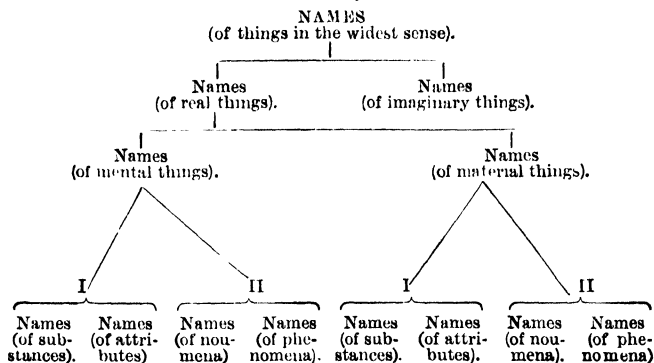 NAMES
(of things in the widest sense).
Names Names
(of real things). (of imaginary things).
Names Names
(of mental things). (of material things).
I II I II
Names Names Names Names Names Names Names Names
(of sub- (of attri- (of nou- (of phe- (of sub- (of attri- (of nou- (of phe-
stances). butes) mena) nomena). stances). butes). mena). nomena)